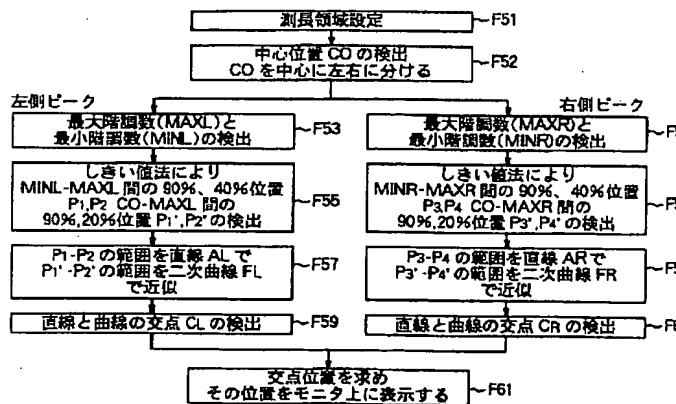 測長領域設定
F51
中心位置 CO の検出
CO を中心に左右に分ける
F52
左側ピーク
最大階調数(MAXL)と
最小階調数(MINL)の検出
F53
しきい値法により
MINL-MAXL 間の 90%、40%位置
P1,P2 CO-MAXL 間の
90%,20%位置 P1',P2'の検出
F55
P1-P2 の範囲を直線 AL で
P1'-P2'の範囲を二次曲線 FL
で近似
F57
直線と曲線の交点 CL の検出
F59
右側ピーク
最大階調数(MAXR)と
最小階調数(MINR)の検出
しきい値法により
MINR-MAXR 間の 90%、40%位置
P3,P4 CO-MAXR 間の
90%,20%位置 P3',P4'の検出
P3-P4 の範囲を直線 AR で
P3'-P4'の範囲を二次曲線 FR
で近似
直線と曲線の交点 CR の検出
交点位置を求め
その位置をモニタ上に表示する
F61